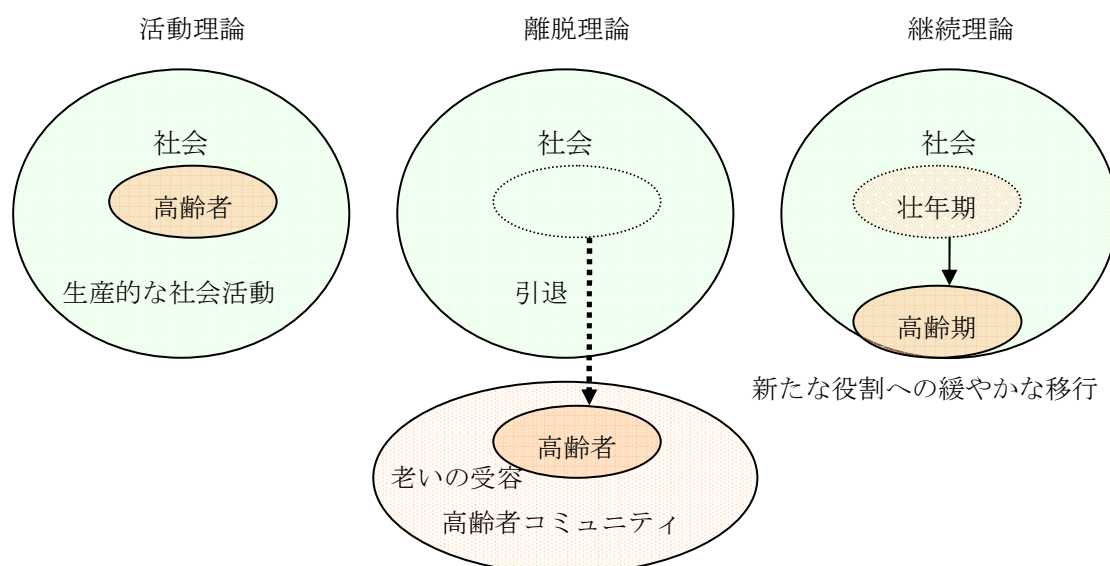 活動理論
社会
高齢者
生産的な社会活動
離脱理論
社会
引退
高齢者
老いの受容
高齢者コミュニティ
継続理論
社会
壮年期
高齢期
新たな役割への緩やかな移行